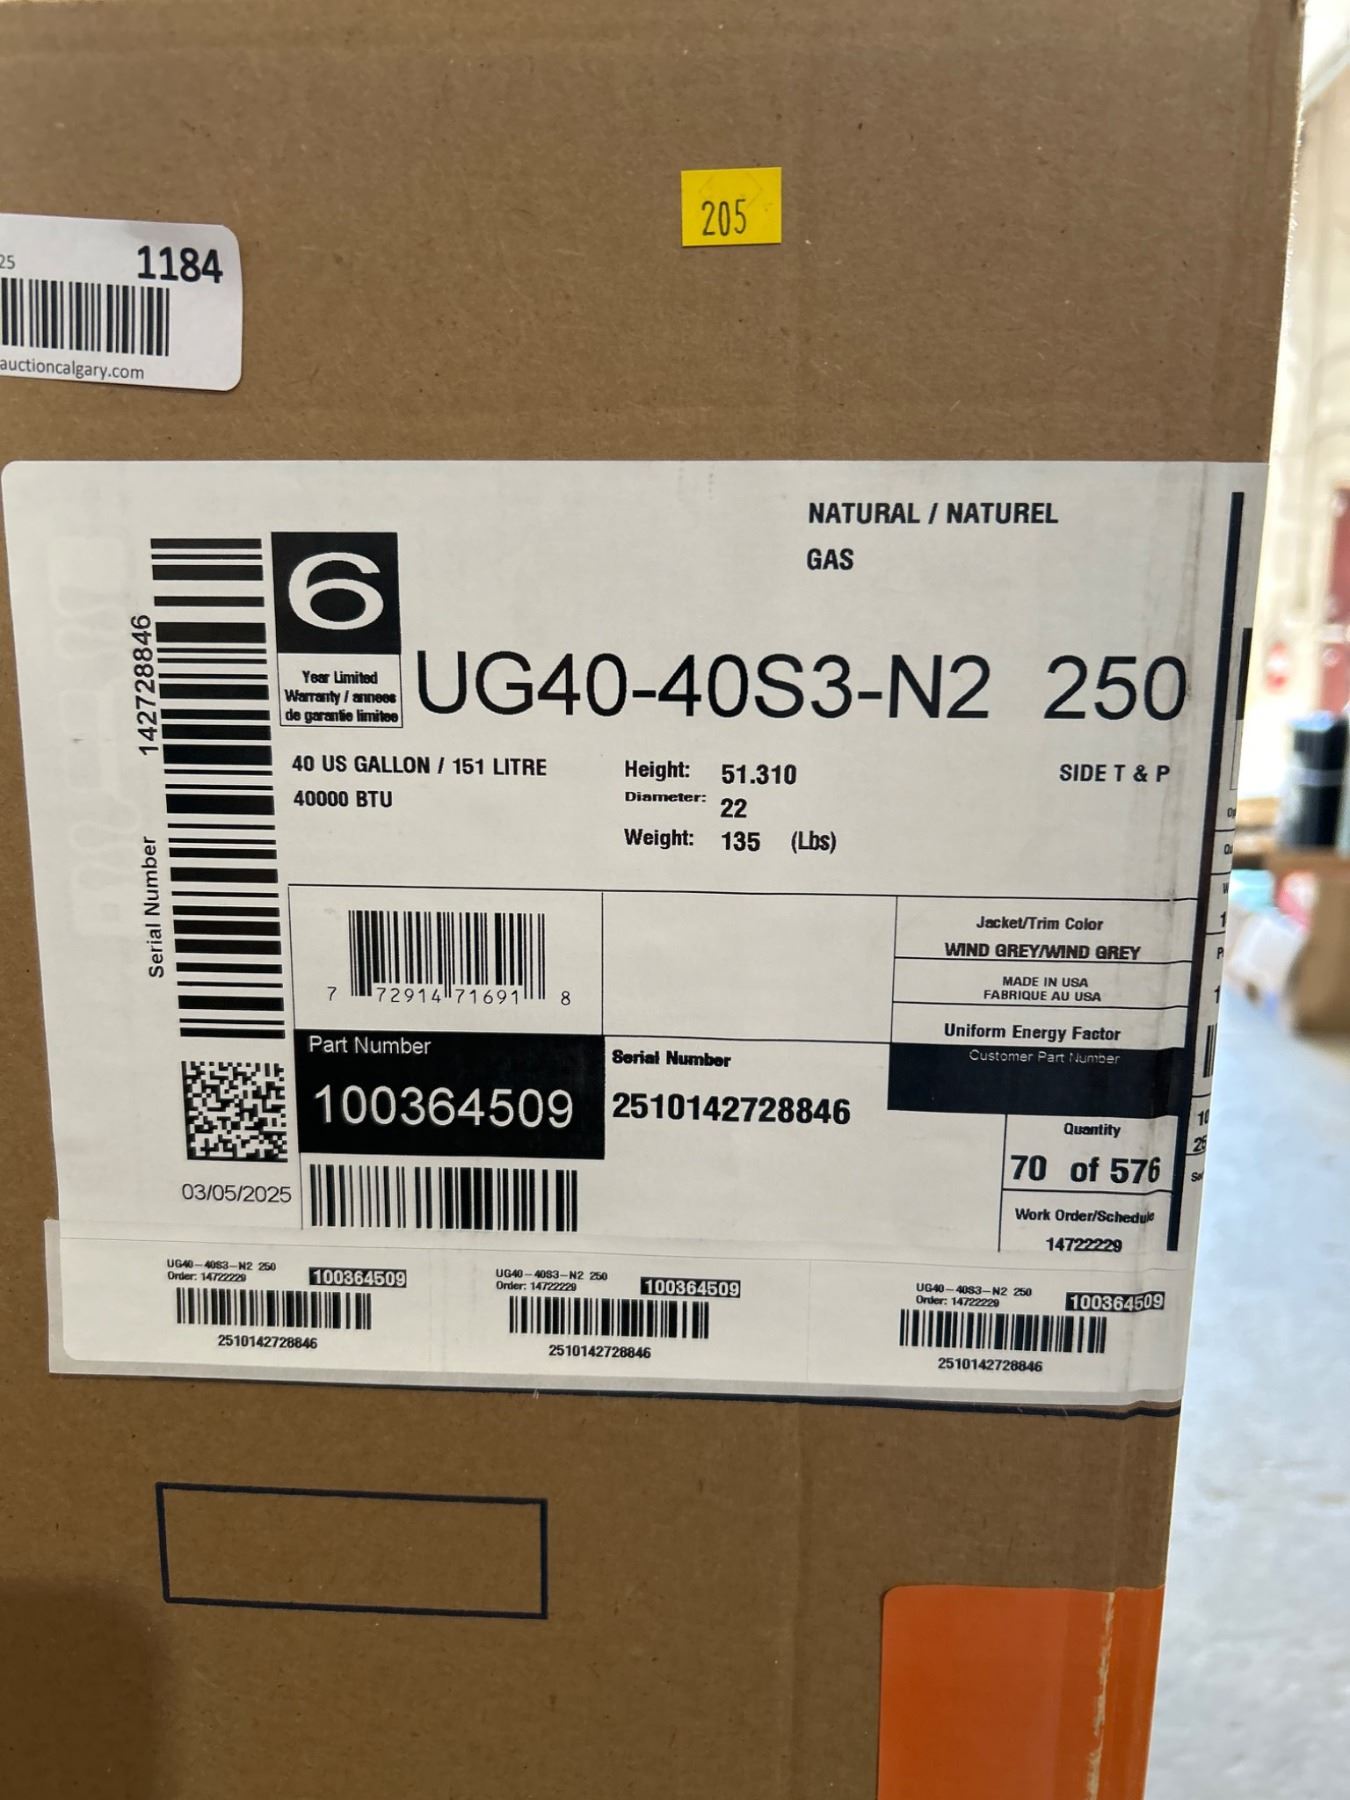 205
25
1184
auctioncalgary.com
NATURAL / NATUREL
GAS
6
Year Limited
Warranty / annees
de garantie limitee
UG40-40S3-N2 250
40 US GALLON / 151 LITRE
40000 BTU
Height: 51.310
Diameter: 22
Weight: 135 (Lbs)
SIDE T & P
Serial Number 142728846
7 72914 71691 8
Jacket/Trim Color
WIND GREY/WIND GREY
MADE IN USA
FABRIQUE AU USA
Uniform Energy Factor
Customer Part Number
Part Number
100364509
Serial Number
2510142728846
Quantity
70 of 576
Work Order/Schedule
14722229
03/05/2025
UG40-40S3-N2 250
Order: 14722229
100364509
2510142728846
UG40-40S3-N2 250
Order: 14722229
100364509
2510142728846
UG40-40S3-N2 250
Order: 14722229
100364509
2510142728846